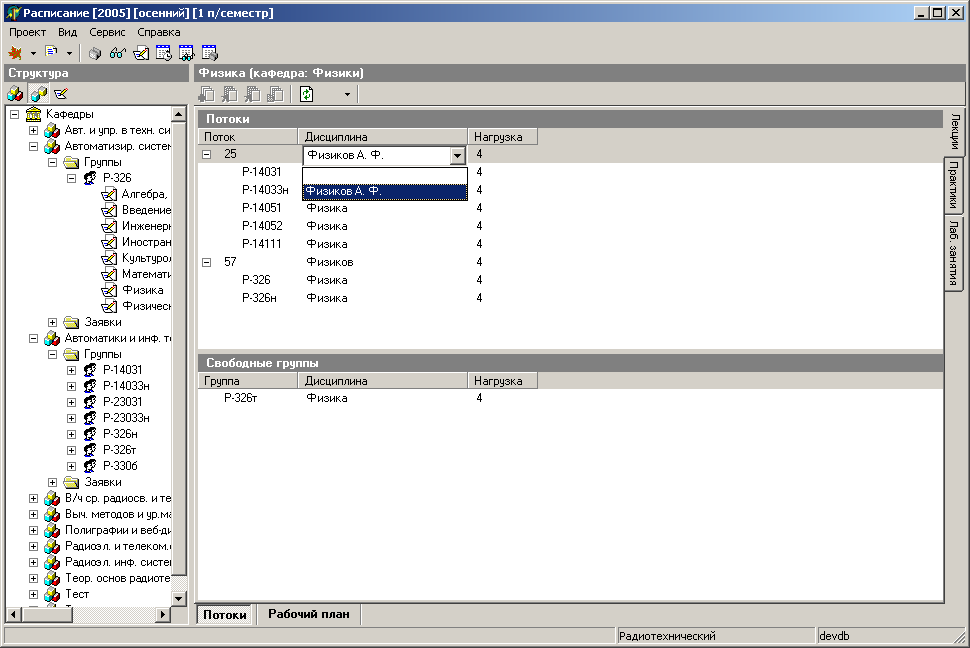 Расписание [2005] [осенний] [1 п/семестр]
Проект Вид Сервис Справка
Структура
Кафедры
Авт. и упр. в техн. си
Автоматизир. систем
Группы
Р-326
Алгебра,
Введение
Инженерн
Иностран
Культурол
Математи
Физика
Физическ
Заявки
Автоматики и инф. т
Группы
Р-14031
Р-14033н
Р-23031
Р-23033н
Р-326н
Р-326т
Р-330б
Заявки
В/ч ср. радиосв. и те
Выч. методов и ур.ма
Полиграфии и веб-ди
Радиоэл. и телеком.
Радиоэл. инф. систем
Теор. основ радиоте
Тест
Физика (кафедра: Физики)
Потоки
Поток Дисциплина Нагрузка
25 Физиков А. Ф. 4
Р-14031 4
Р-14033н Физиков А. Ф. 4
Р-14051 Физика 4
Р-14052 Физика 4
Р-14111 Физика 4
57 Физиков 4
Р-326 Физика 4
Р-326н Физика 4
Свободные группы
Группа Дисциплина Нагрузка
Р-326т Физика 4
Лекции
Практики
Лаб. занятия
Потоки Рабочий план
Радиотехнический devdb